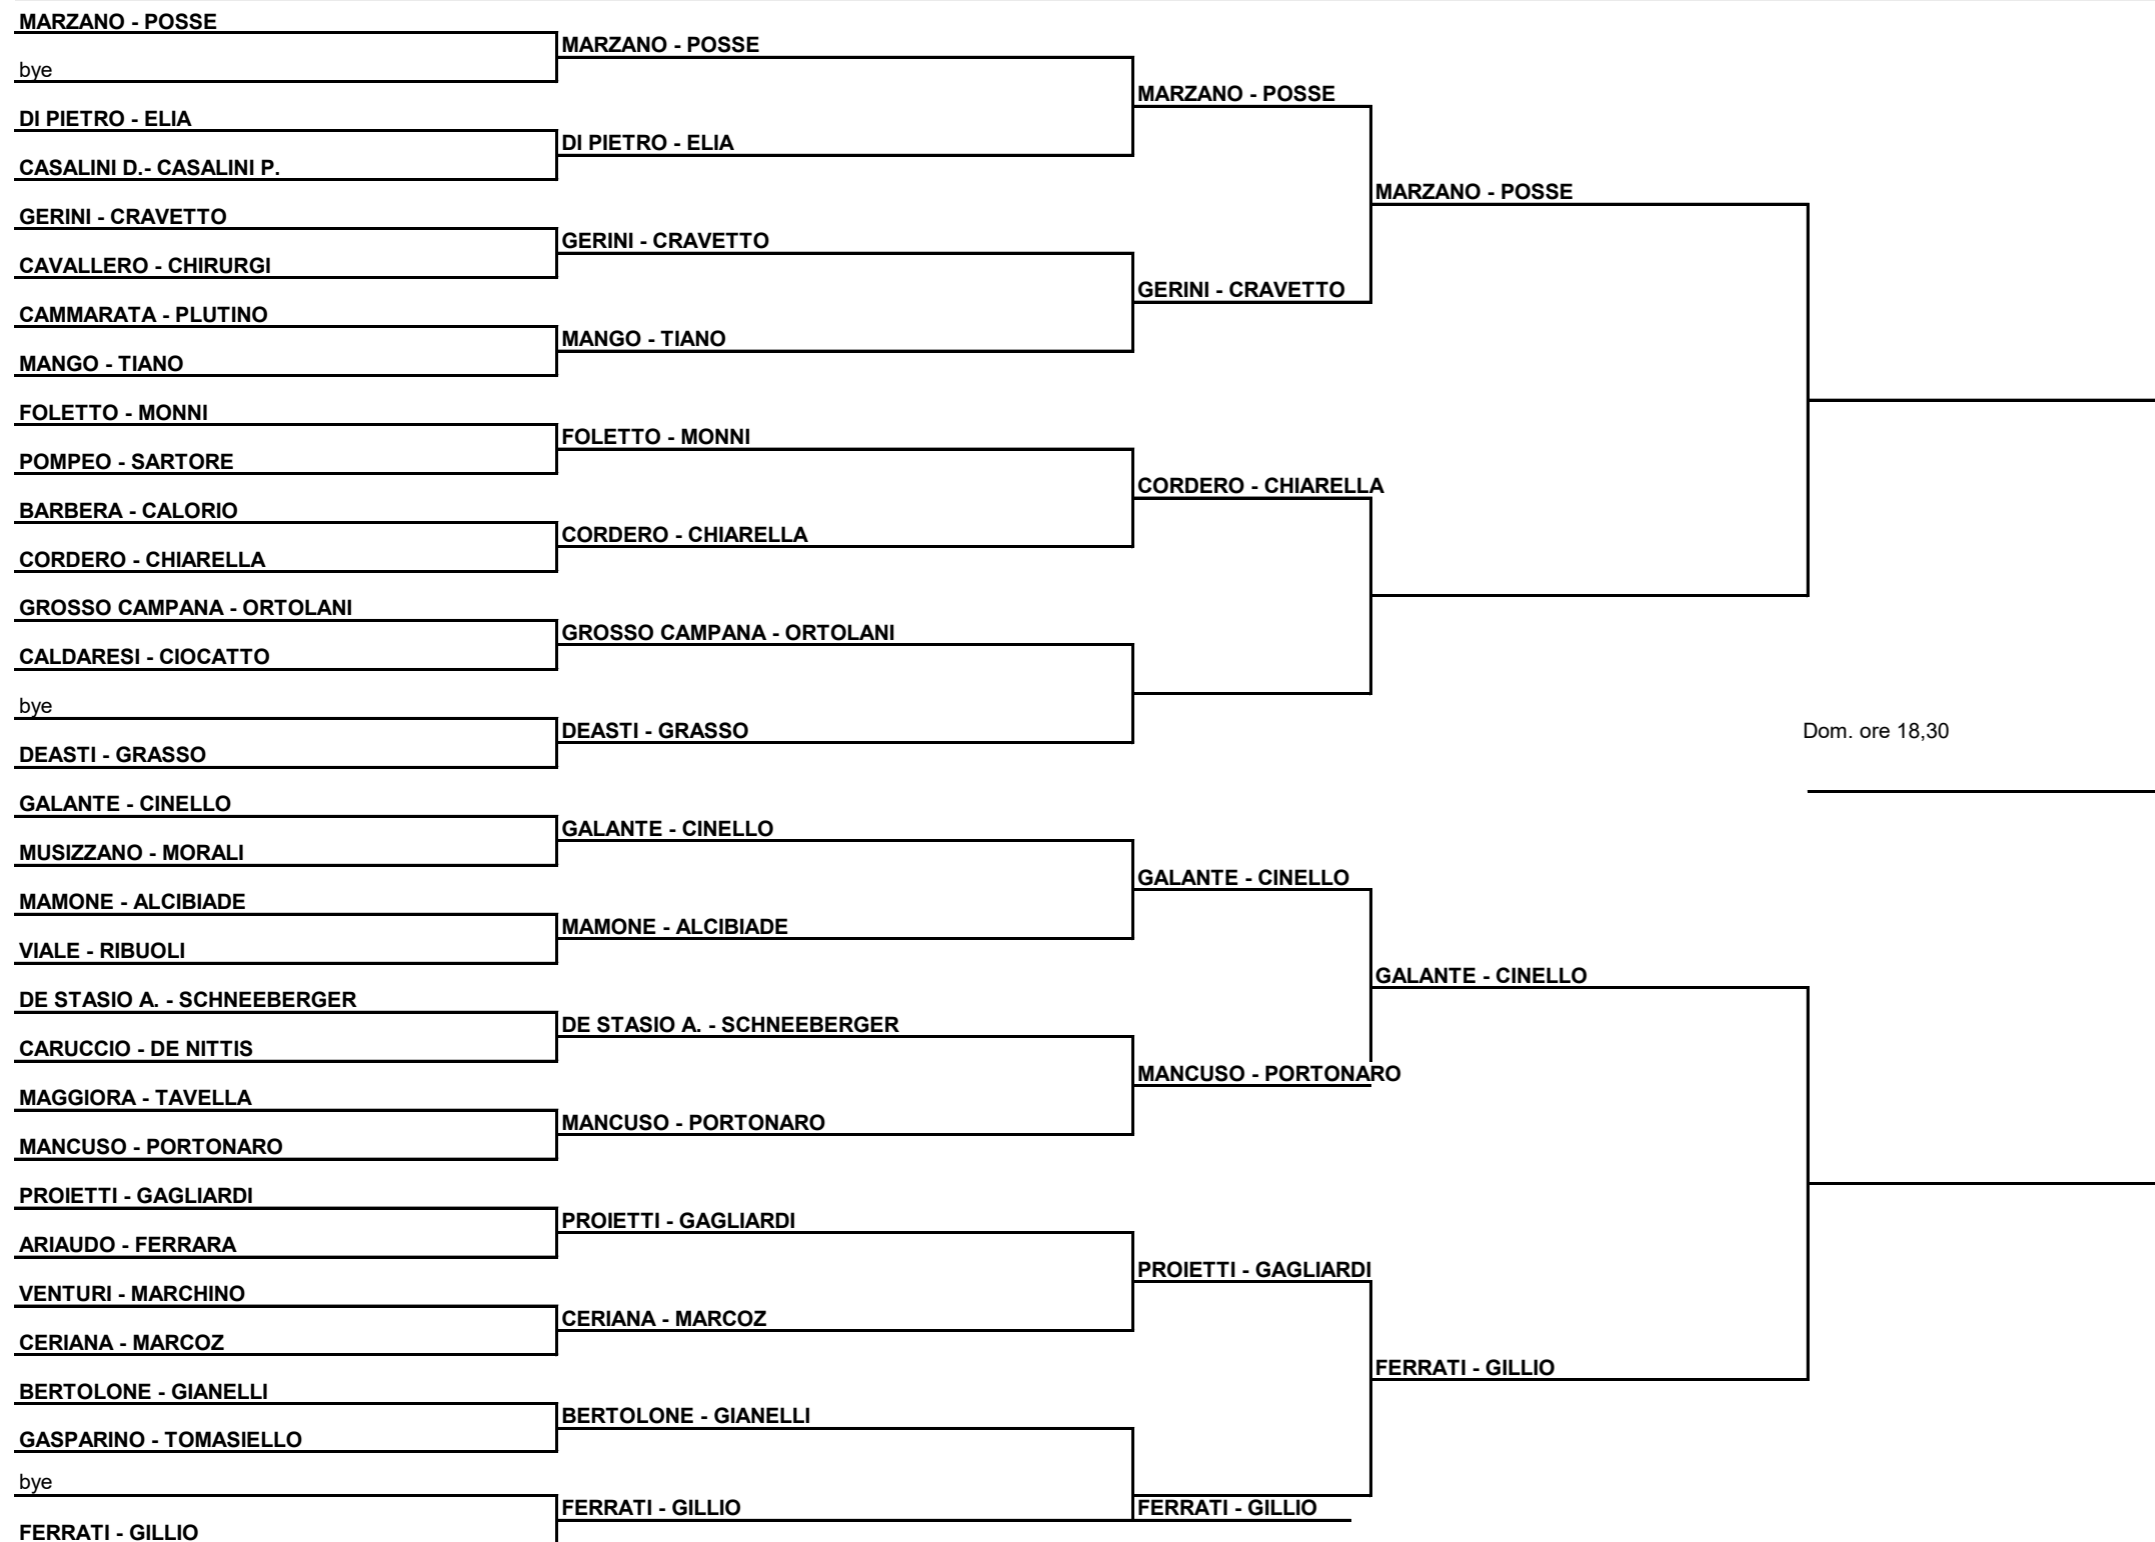 MARZANO - POSSE
bye
DI PIETRO - ELIA
CASALINI D.- CASALINI P.
GERINI - CRAVETTO
CAVALLERO - CHIRURGI
CAMMARATA - PLUTINO
MANGO - TIANO
FOLETTO - MONNI
POMPEO - SARTORE
BARBERA - CALORIO
CORDERO - CHIARELLA
GROSSO CAMPANA - ORTOLANI
CALDARESI - CIOCATTO
bye
DEASTI - GRASSO
GALANTE - CINELLO
MUSIZZANO - MORALI
MAMONE - ALCIBIADE
VIALE - RIBUOLI
DE STASIO A. - SCHNEEBERGER
CARUCCIO - DE NITTIS
MAGGIORA - TAVELLA
MANCUSO - PORTONARO
PROIETTI - GAGLIARDI
ARIAUDO - FERRARA
VENTURI - MARCHINO
CERIANA - MARCOZ
BERTOLONE - GIANELLI
GASPARINO - TOMASIELLO
bye
FERRATI - GILLIO
MARZANO - POSSE
DI PIETRO - ELIA
GERINI - CRAVETTO
MANGO - TIANO
FOLETTO - MONNI
CORDERO - CHIARELLA
GROSSO CAMPANA - ORTOLANI
DEASTI - GRASSO
GALANTE - CINELLO
MAMONE - ALCIBIADE
DE STASIO A. - SCHNEEBERGER
MANCUSO - PORTONARO
PROIETTI - GAGLIARDI
CERIANA - MARCOZ
BERTOLONE - GIANELLI
FERRATI - GILLIO
MARZANO - POSSE
GERINI - CRAVETTO
CORDERO - CHIARELLA
GALANTE - CINELLO
MANCUSO - PORTONARO
PROIETTI - GAGLIARDI
FERRATI - GILLIO
MARZANO - POSSE
GALANTE - CINELLO
FERRATI - GILLIO
Dom. ore 18,30